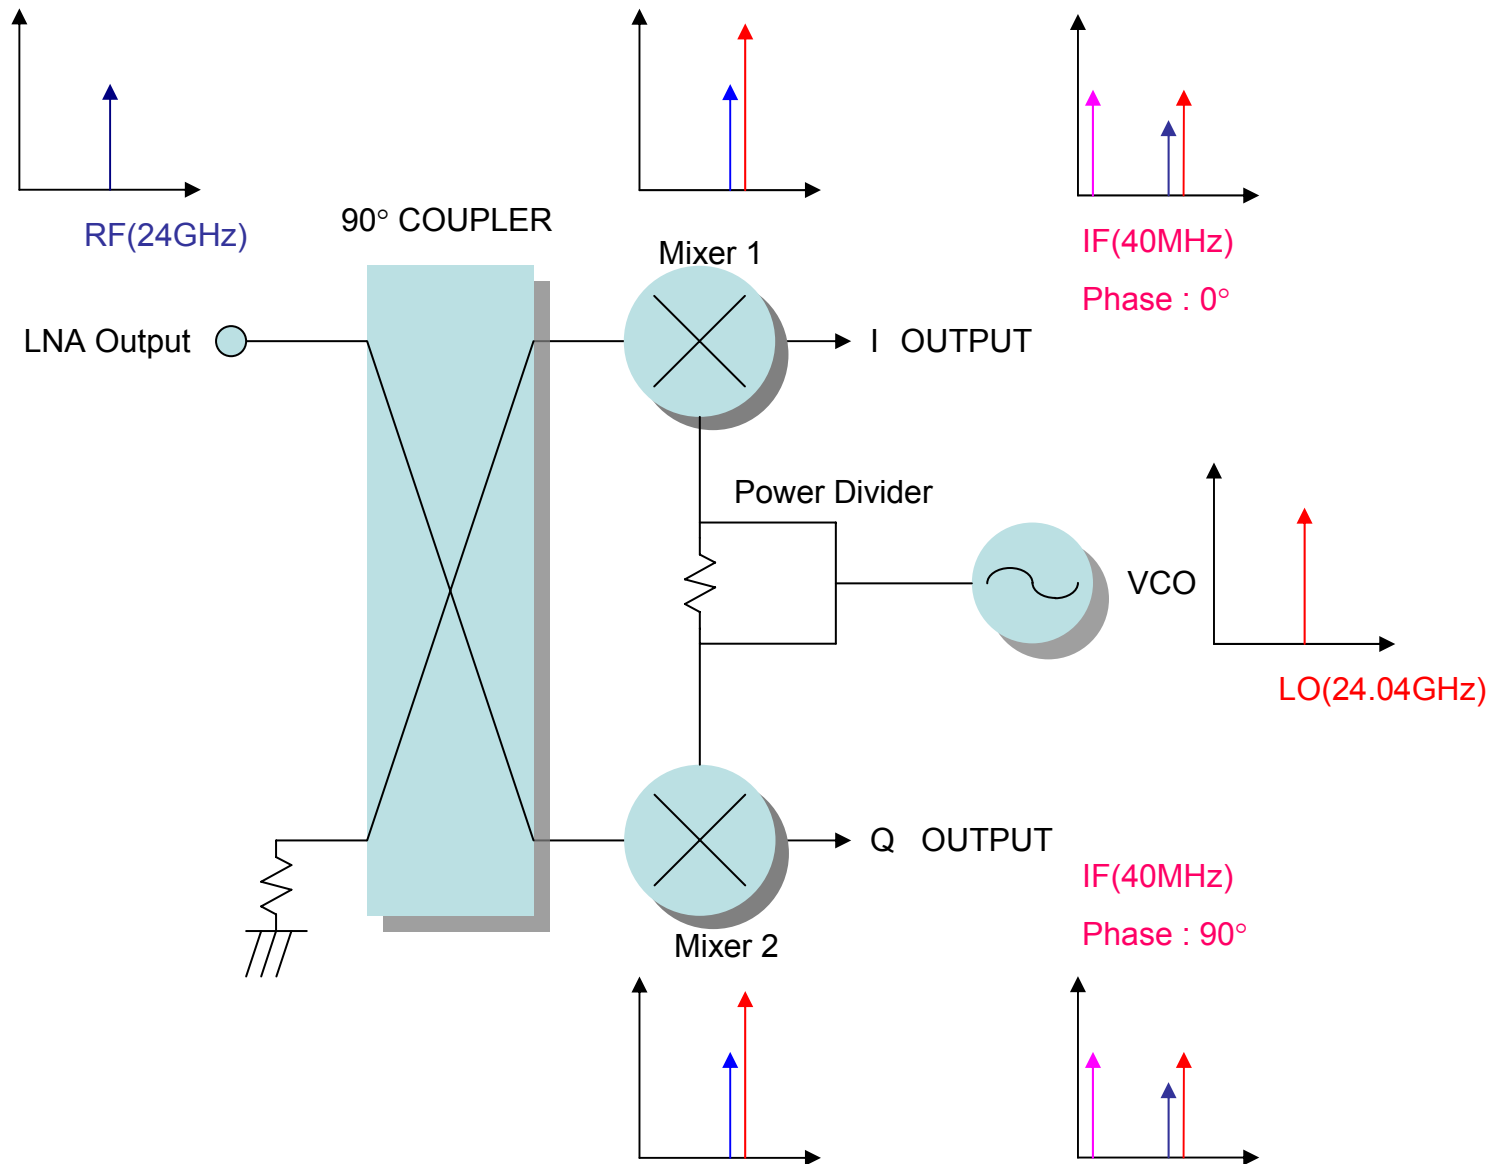 RF(24GHz)
90° COUPLER
Mixer 1
IF(40MHz)
Phase : 0°
LNA Output
I OUTPUT
Power Divider
VCO
LO(24.04GHz)
Q OUTPUT
IF(40MHz)
Phase : 90°
Mixer 2